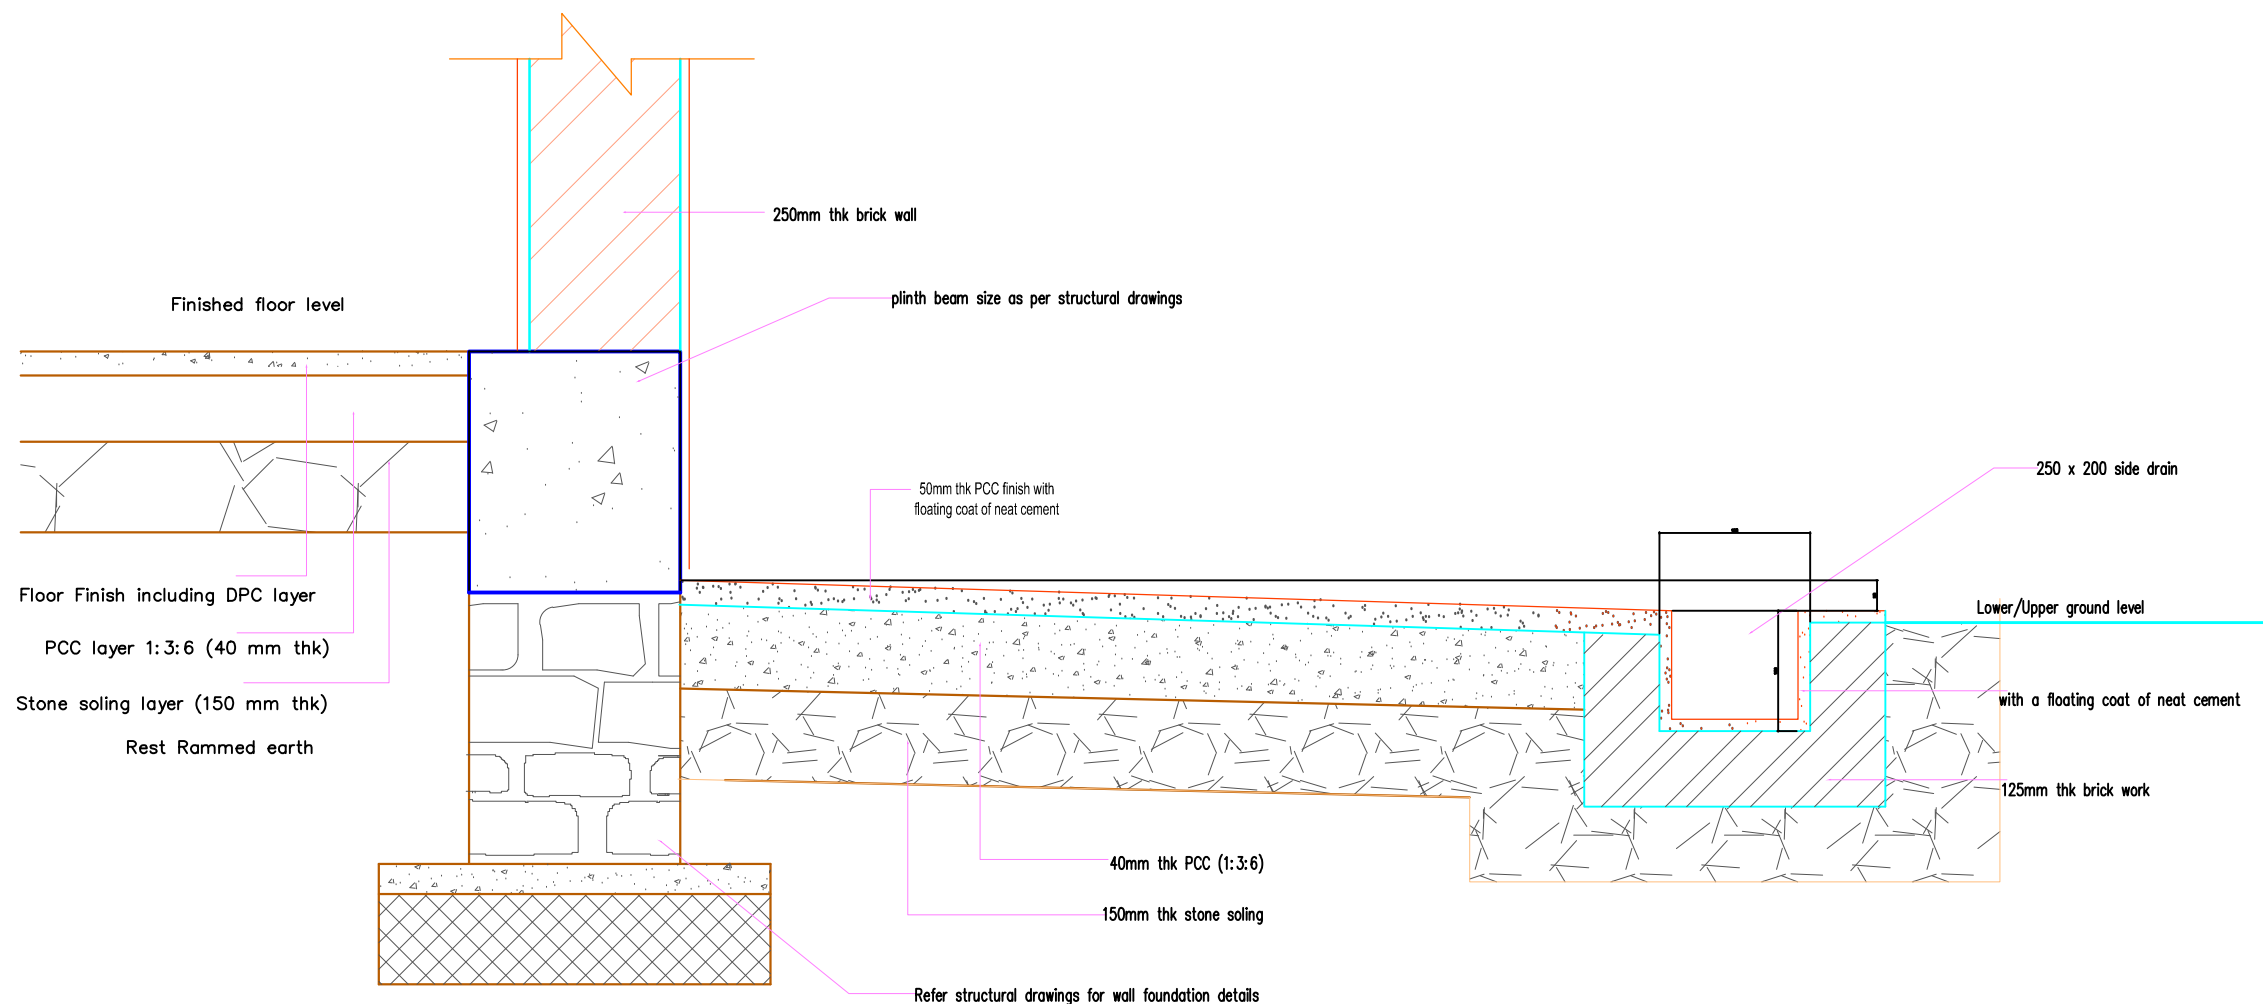 250mm thk brick wall
plinth beam size as per structural drawings
Finished floor level
250 x 200 side drain
50mm thk PCC finish with
floating coat of neat cement
Floor Finish including DPC layer
Lower/Upper ground level
PCC layer 1:3:6 (40 mm thk)
Stone soling layer (150 mm thk)
with a floating coat of neat cement
Rest Rammed earth
125mm thk brick work
40mm thk PCC (1:3:6)
150mm thk stone soling
Refer structural drawings for wall foundation details